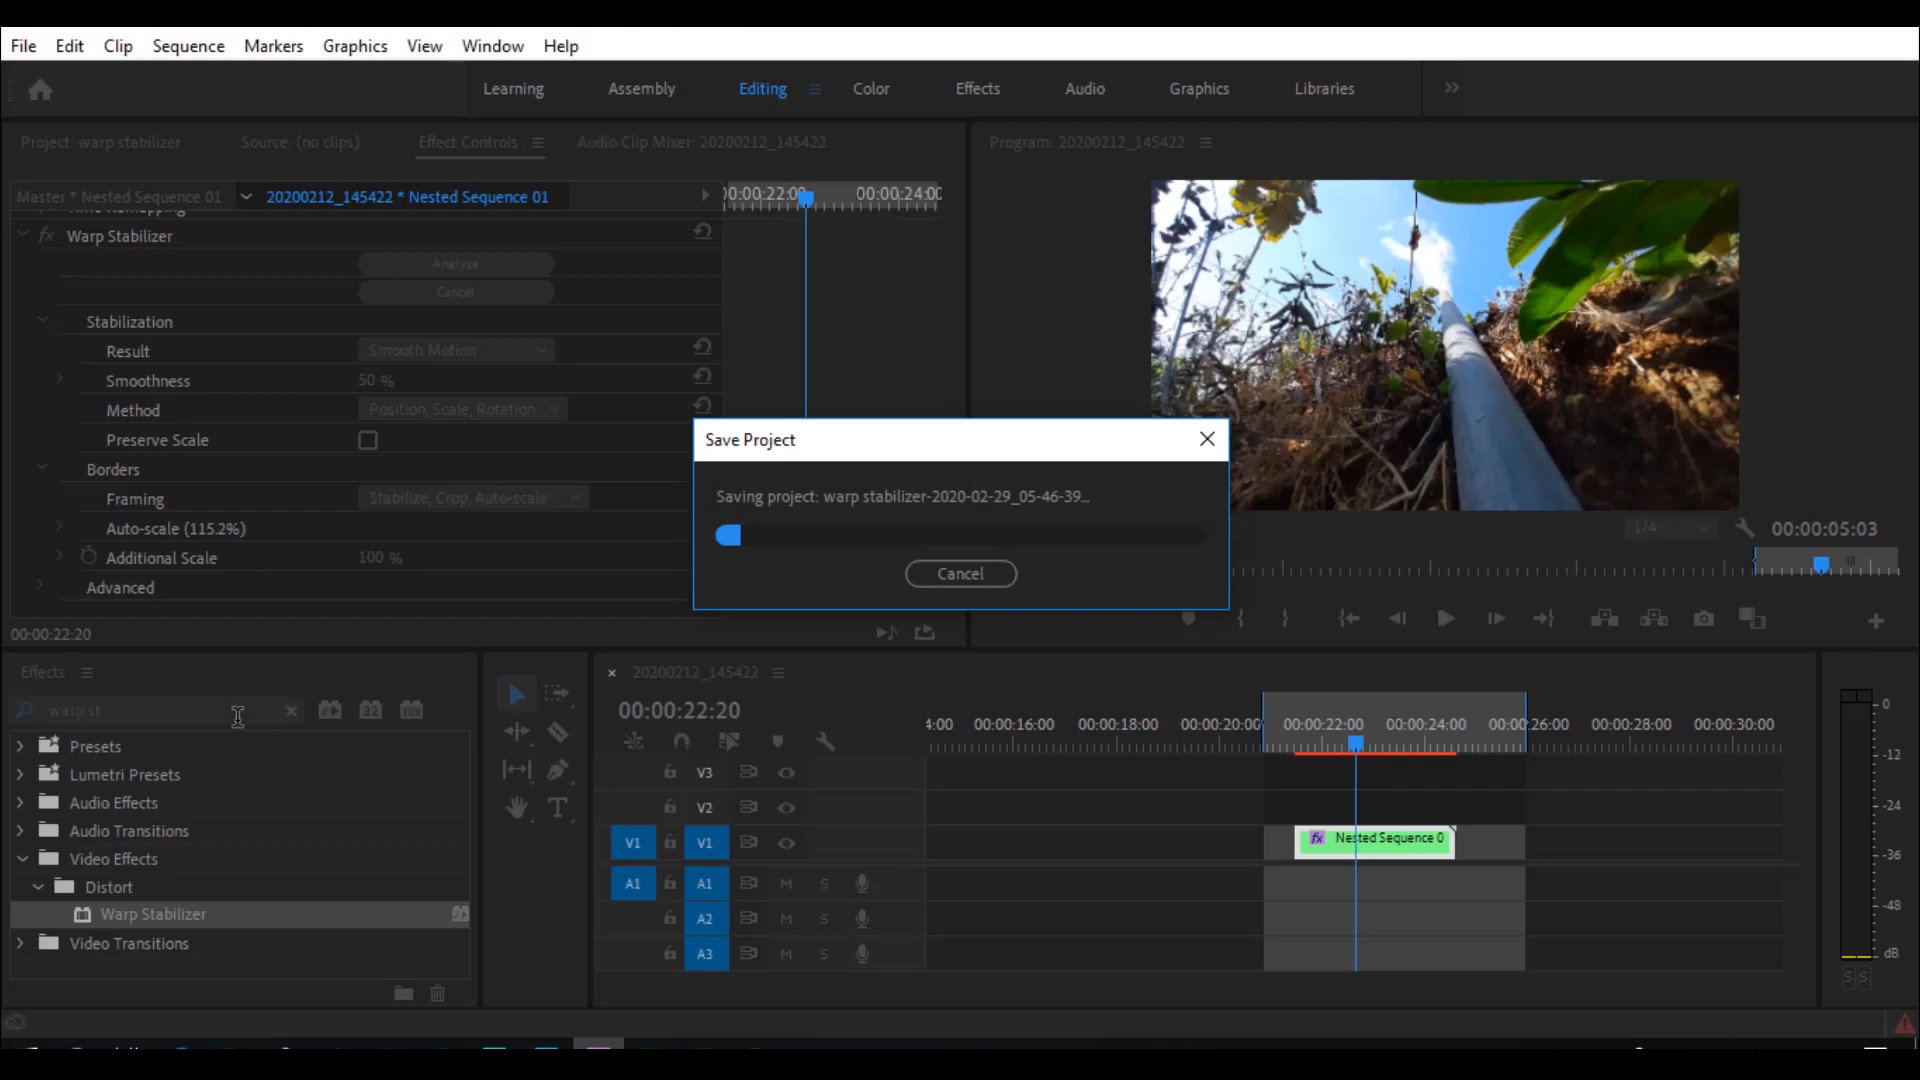 File Edit Clip Sequence Markers Graphics View Window Help
Learning Assembly Editing Color Effects Audio Graphics Libraries
Project: warp stabilizer Source: (no clips) Effect Controls Audio Clip Mixer: 20200212_145422 Program: 20200212_145422
Master * Nested Sequence 01 20200212_145422 * Nested Sequence 01
00:00:24:00
Warp Stabilizer
Analyze
Cancel
Stabilization
Result Smooth Motion
Smoothness 50 %
Method Position, Scale, Rotation
Preserve Scale
Borders
Framing Stabilize, Crop, Auto-scale
Auto-scale (115.2%)
Additional Scale 100 %
Advanced
00:00:22:20
Save Project
Saving project: warp stabilizer-2020-02-29_05-46-39...
Cancel
1/4 00:00:05:03
Effects
warp st
32 YUV
Presets
Lumetri Presets
Audio Effects
Audio Transitions
Video Effects
Distort
Warp Stabilizer
Video Transitions
20200212_145422
00:00:22:20
4:00 00:00:16:00 00:00:18:00 00:00:20:00 00:00:22:00 00:00:24:00 00:00:26:00 00:00:28:00 00:00:30:00
V3
V2
V1 V1 fx Nested Sequence 0
A1 A1 M S
A2 M S
A3 M S
0
-12
-24
-36
-48
dB
S S